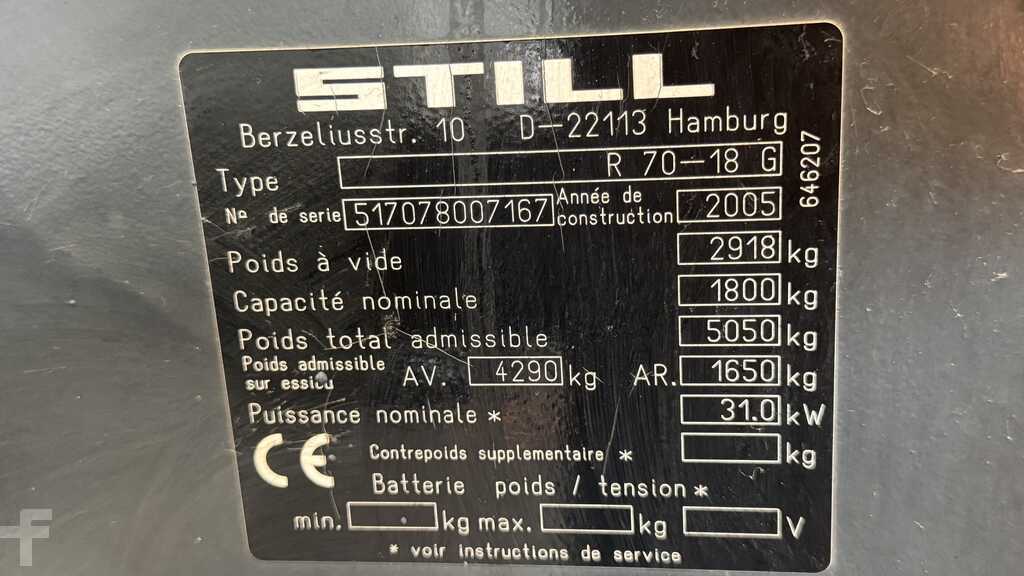 STILL
Berzeliusstr. 10 D-22113 Hamburg
Type R 70-18 G
646207
Nº de serie 517078007167 Année de construction 2005
Poids à vide 2918 kg
Capacité nominale 1800 kg
Poids total admissible 5050 kg
Poids admissible sur essieu AV. 4290 kg AR. 1650 kg
Puissance nominale * 31.0 kW
CE Contrepoids supplementaire * kg
Batterie poids / tension *
min. kg max. kg V
* voir instructions de service
F